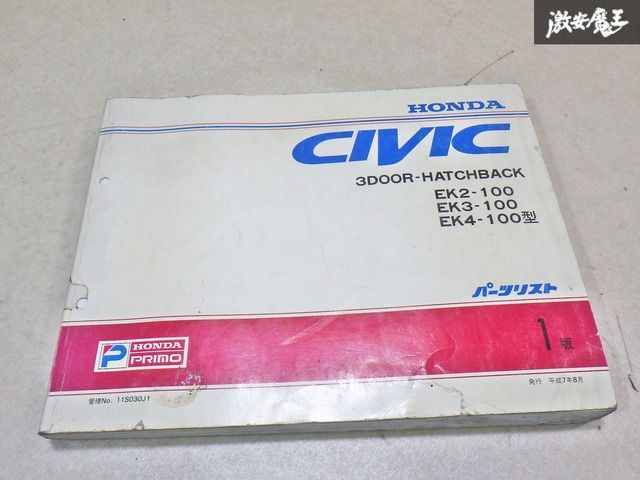 激安魔王
HONDA
CIVIC
3DOOR-HATCHBACK
EK2-100
EK3-100
EK4-100型
パーツリスト
P HONDA
PRIMO
1版
発行 平成7年8月
管理No. 11S030J1